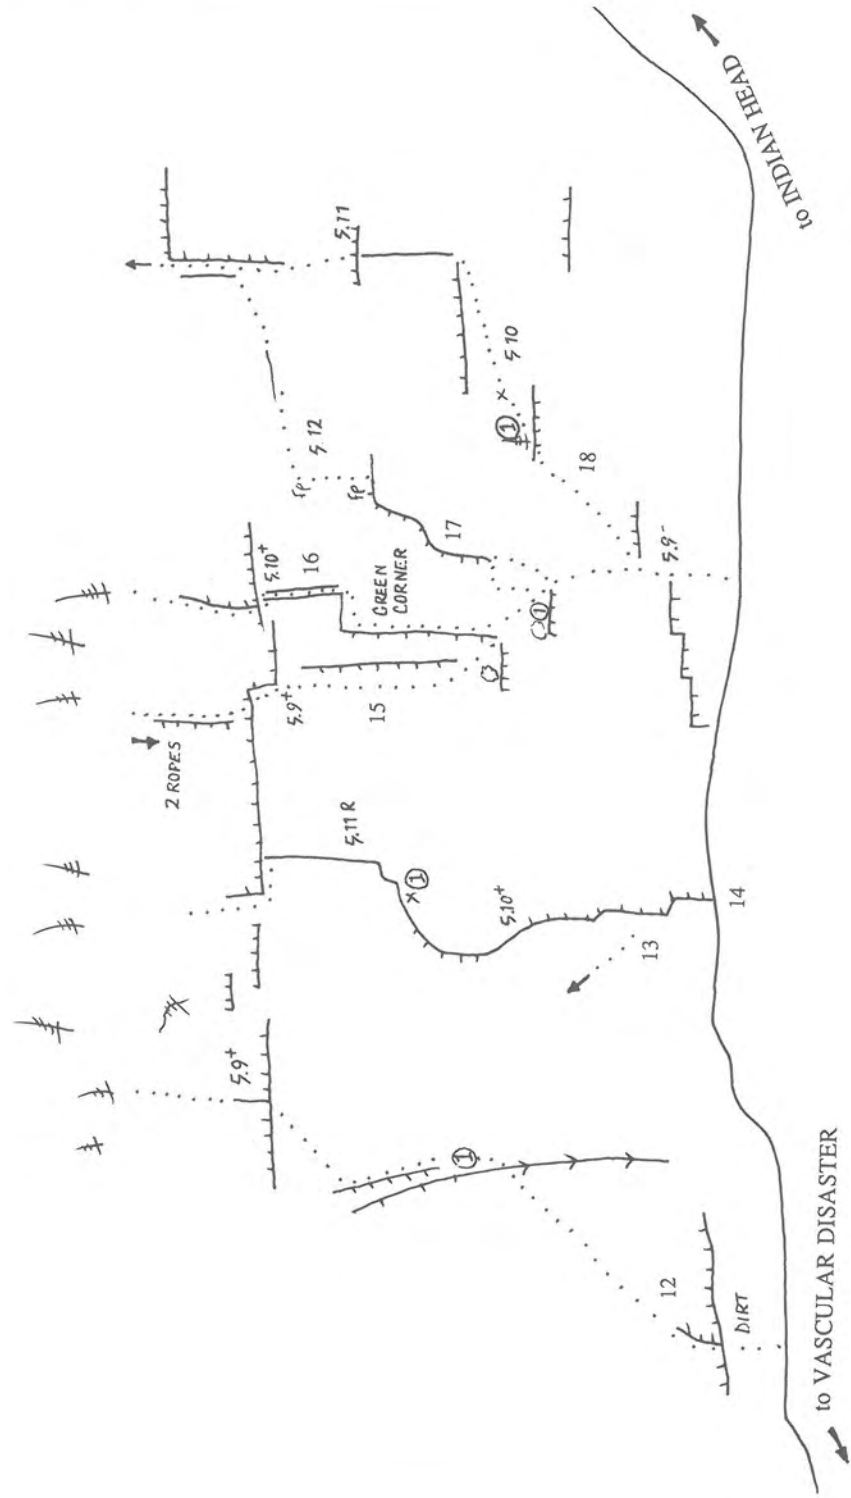 2 ROPES
5.9+
5.10+
16
5.11
5.9+
15
GREEN
CORNER
fp
fp
5.12
5.11 R
17
1
1
5.10
18
1
12
5.10+
1
13
5.9-
DIRT
14
to VASCULAR DISASTER
to INDIAN HEAD